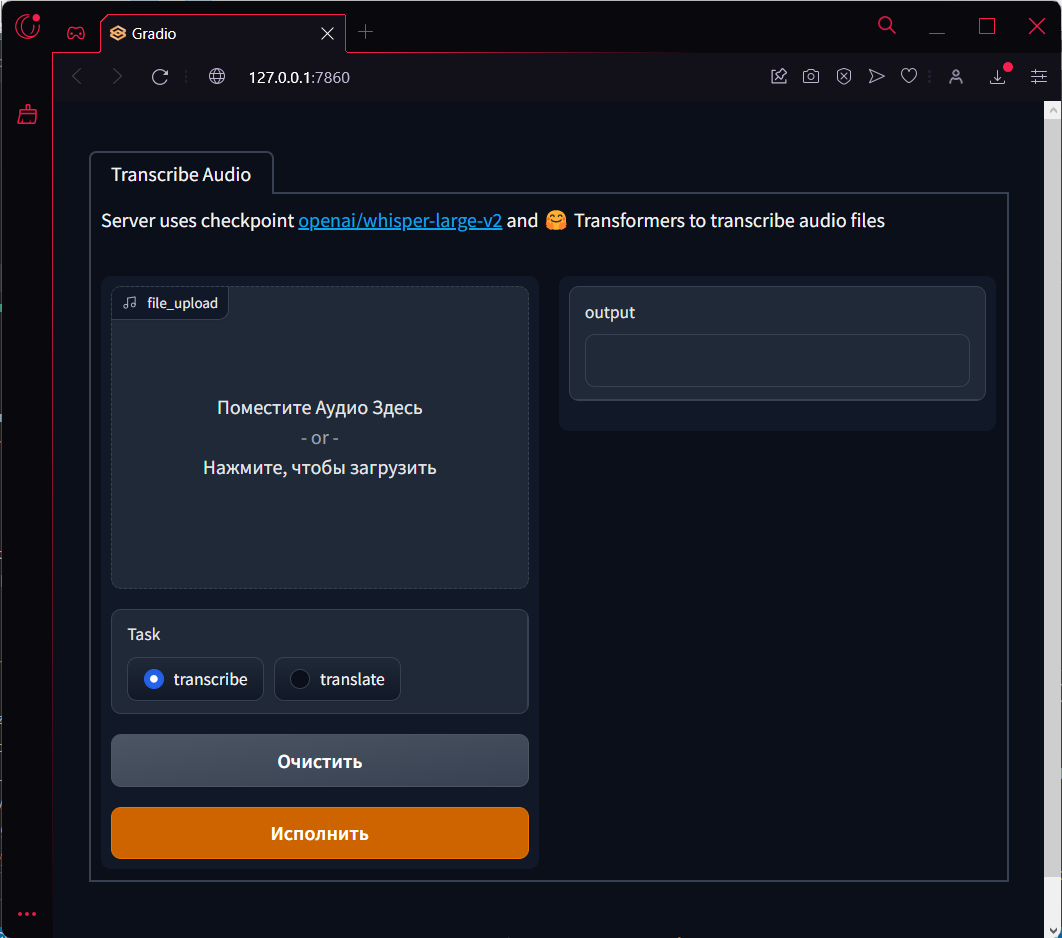 Gradio
127.0.0.1:7860
Transcribe Audio
Server uses checkpoint openai/whisper-large-v2 and 🤗 Transformers to transcribe audio files
file_upload
Поместите Аудио Здесь
- or -
Нажмите, чтобы загрузить
Task
transcribe translate
Очистить
Исполнить
output